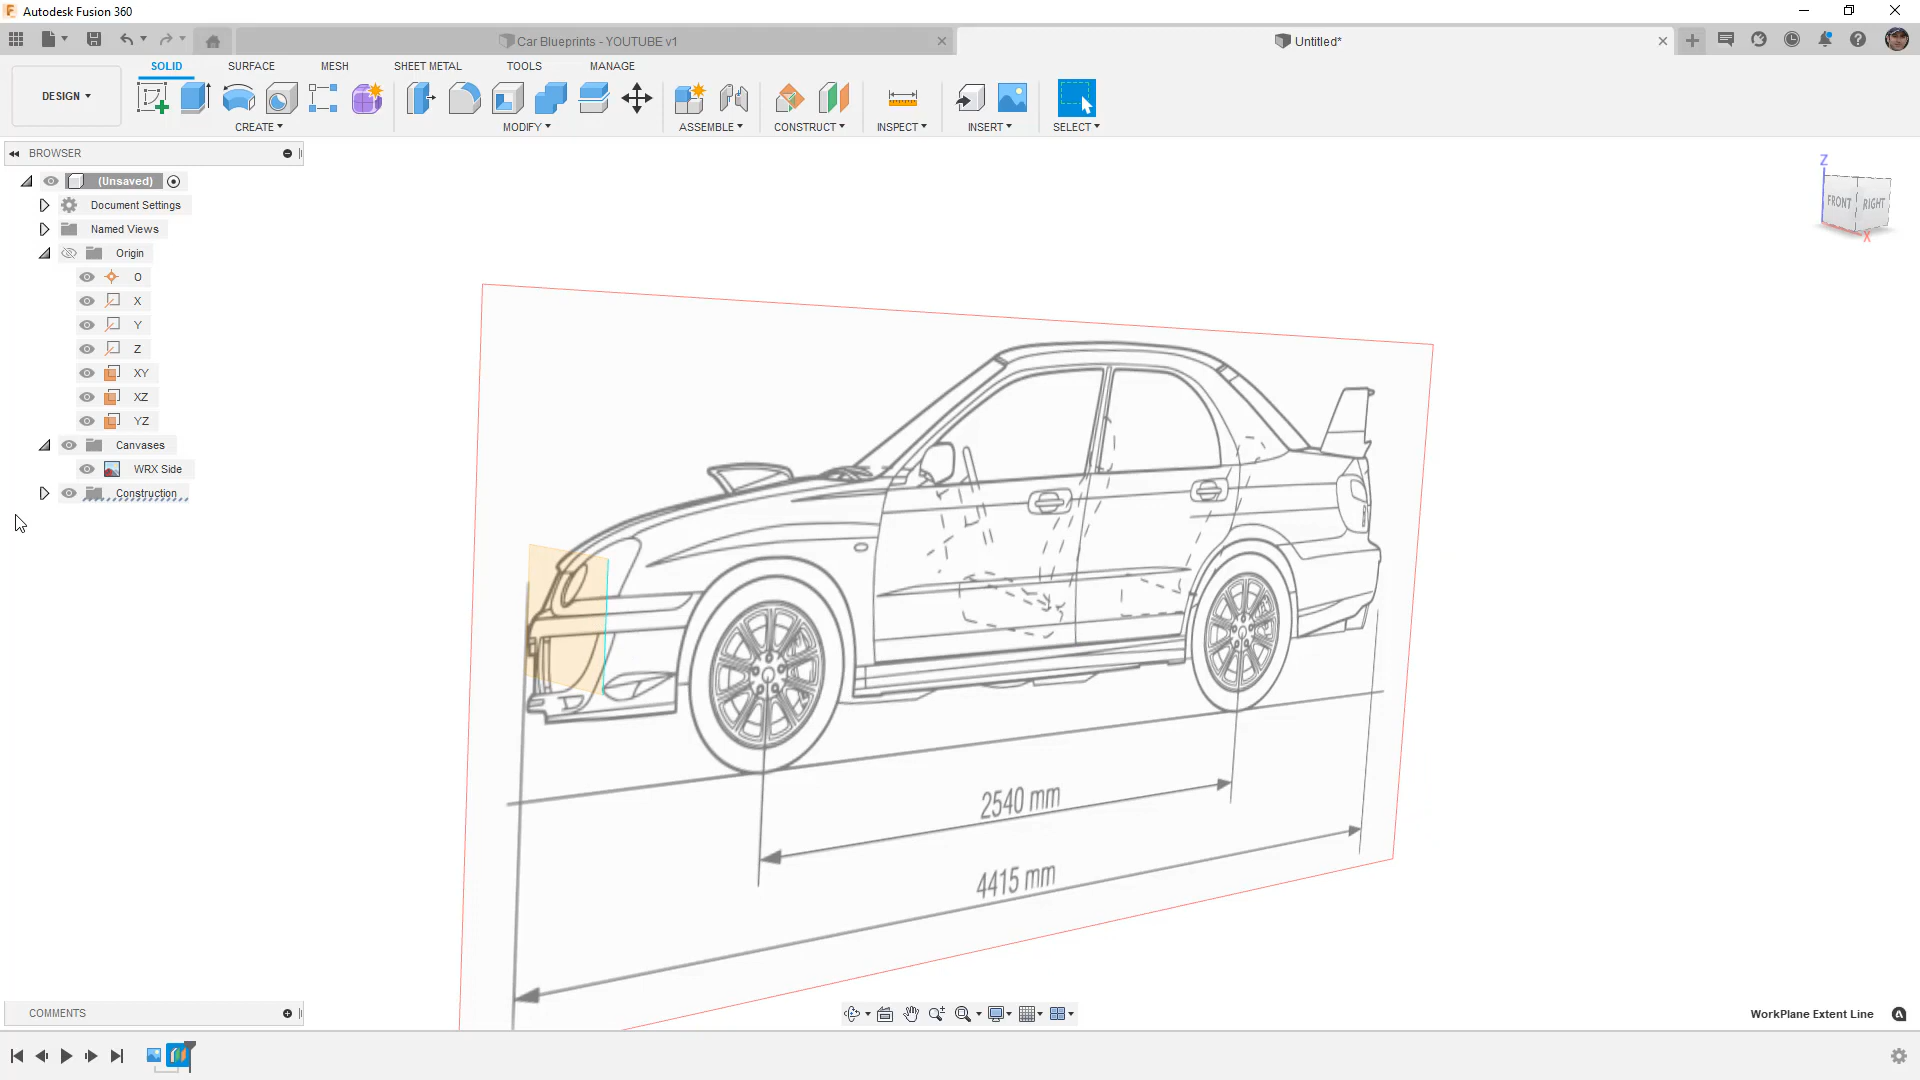 Autodesk Fusion 360
Car Blueprints - YOUTUBE v1
Untitled*
DESIGN
SOLID
SURFACE
MESH
SHEET METAL
TOOLS
MANAGE
CREATE
MODIFY
ASSEMBLE
CONSTRUCT
INSPECT
INSERT
SELECT
BROWSER
(Unsaved)
Document Settings
Named Views
Origin
O
X
Y
Z
XY
XZ
YZ
Canvases
WRX Side
Construction
Z
FRONT
RIGHT
X
2540 mm
4415 mm
COMMENTS
WorkPlane Extent Line